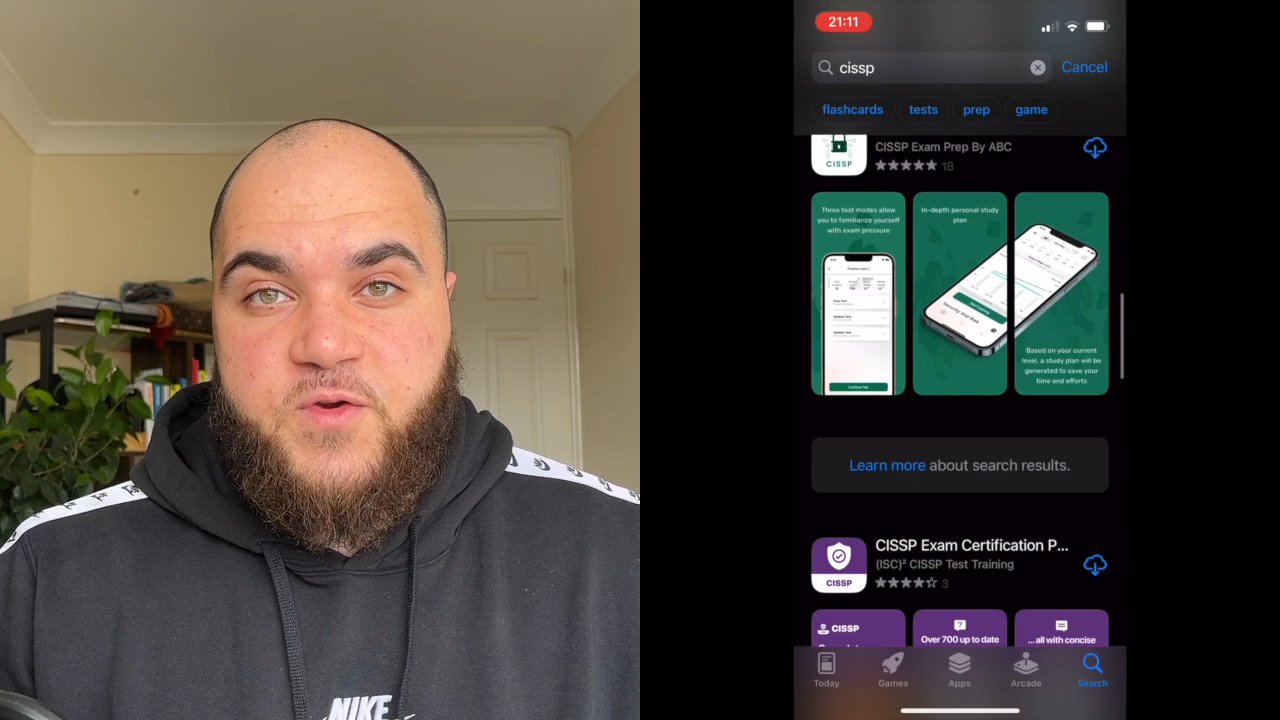 21:11
cissp
Cancel
flashcards
tests
prep
game
CISSP
CISSP Exam Prep By ABC
18
Three test modes allow
you to familiarize yourself
with exam pressure
In-depth personal study
plan
Based on your current
level, a study plan will be
generated to save your
time and efforts
Learn more about search results.
CISSP
CISSP Exam Certification P...
(ISC)² CISSP Test Training
3
CISSP
Over 700 up to date
...all with concise
Today
Games
Apps
Arcade
Search
NIKE